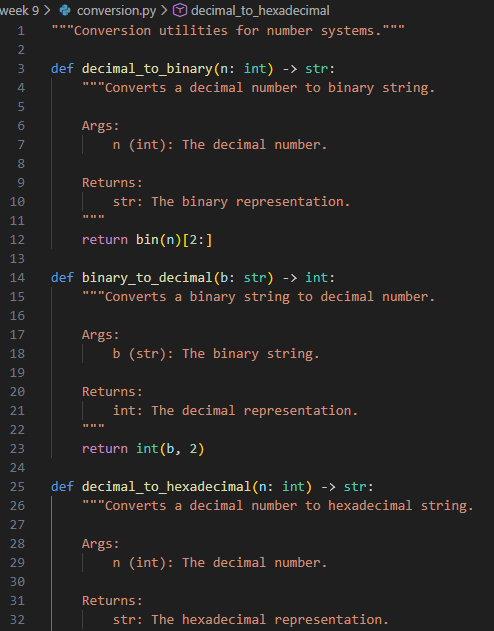 week 9 > conversion.py > decimal_to_hexadecimal
1 """Conversion utilities for number systems."""
2
3 def decimal_to_binary(n: int) -> str:
4 """Converts a decimal number to binary string.
5
6 Args:
7 n (int): The decimal number.
8
9 Returns:
10 str: The binary representation.
11 """
12 return bin(n)[2:]
13
14 def binary_to_decimal(b: str) -> int:
15 """Converts a binary string to decimal number.
16
17 Args:
18 b (str): The binary string.
19
20 Returns:
21 int: The decimal representation.
22 """
23 return int(b, 2)
24
25 def decimal_to_hexadecimal(n: int) -> str:
26 """Converts a decimal number to hexadecimal string.
27
28 Args:
29 n (int): The decimal number.
30
31 Returns:
32 str: The hexadecimal representation.